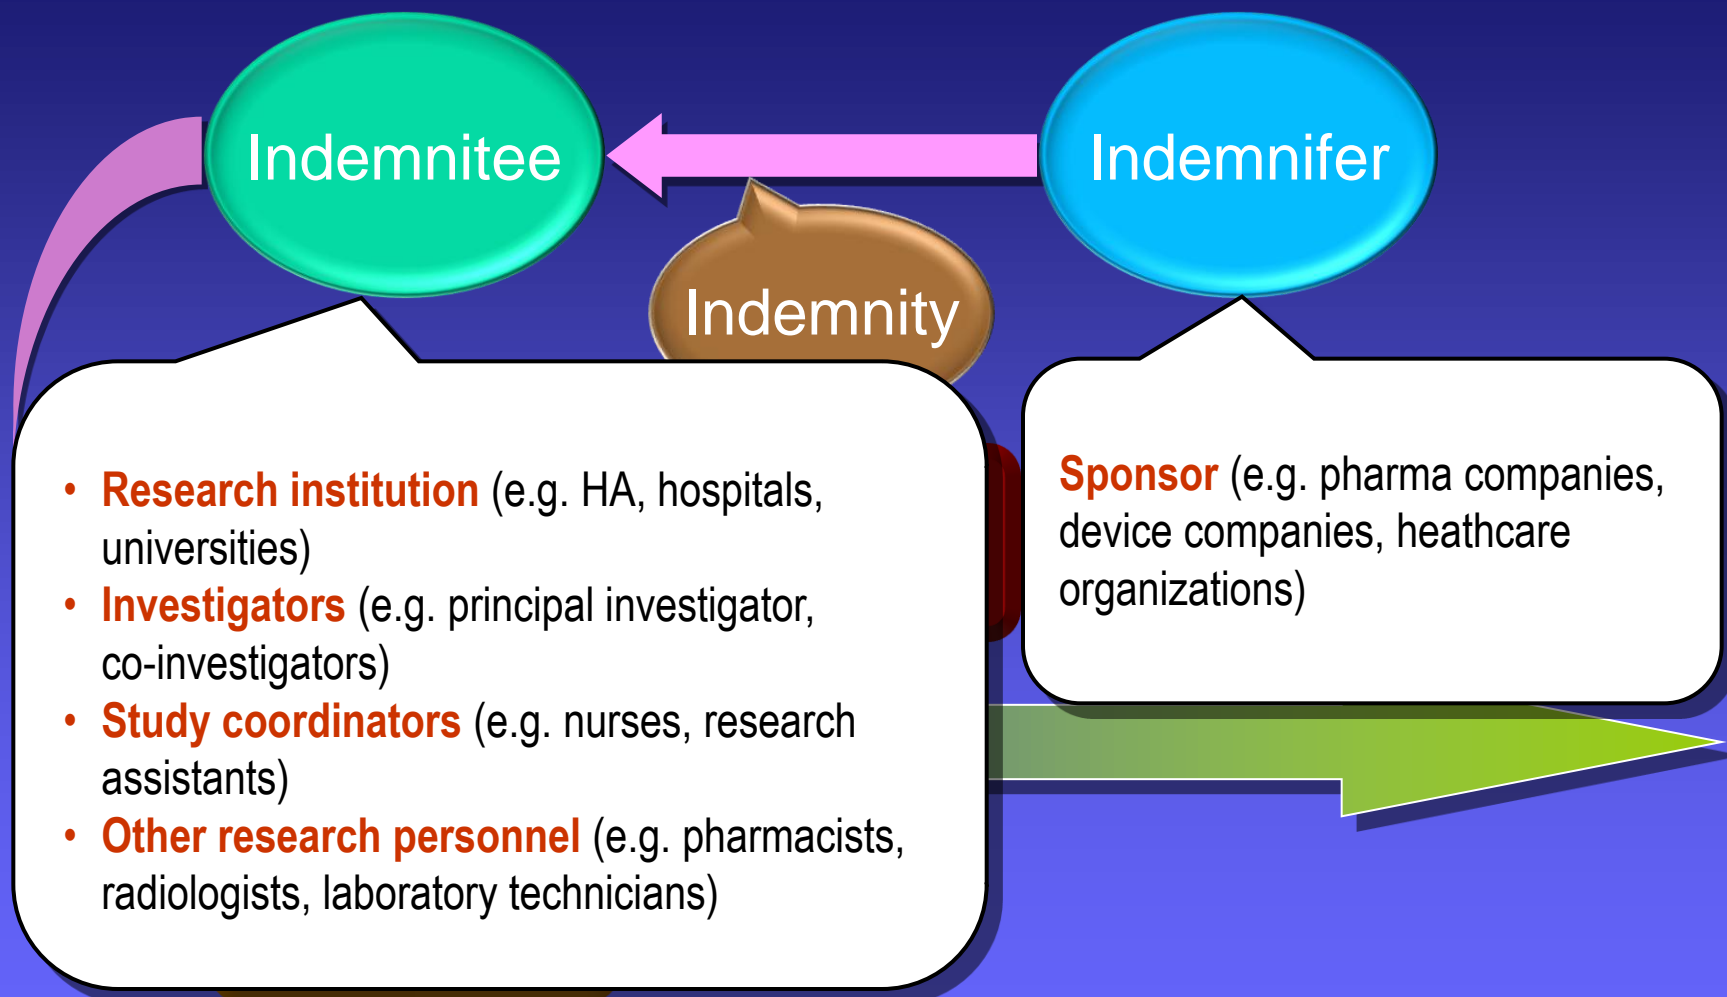 Indemnitee
Indemnifer
Indemnity
• Research institution (e.g. HA, hospitals,
universities)
• Investigators (e.g. principal investigator,
co-investigators)
• Study coordinators (e.g. nurses, research
assistants)
• Other research personnel (e.g. pharmacists,
radiologists, laboratory technicians)
Sponsor (e.g. pharma companies,
device companies, heathcare
organizations)